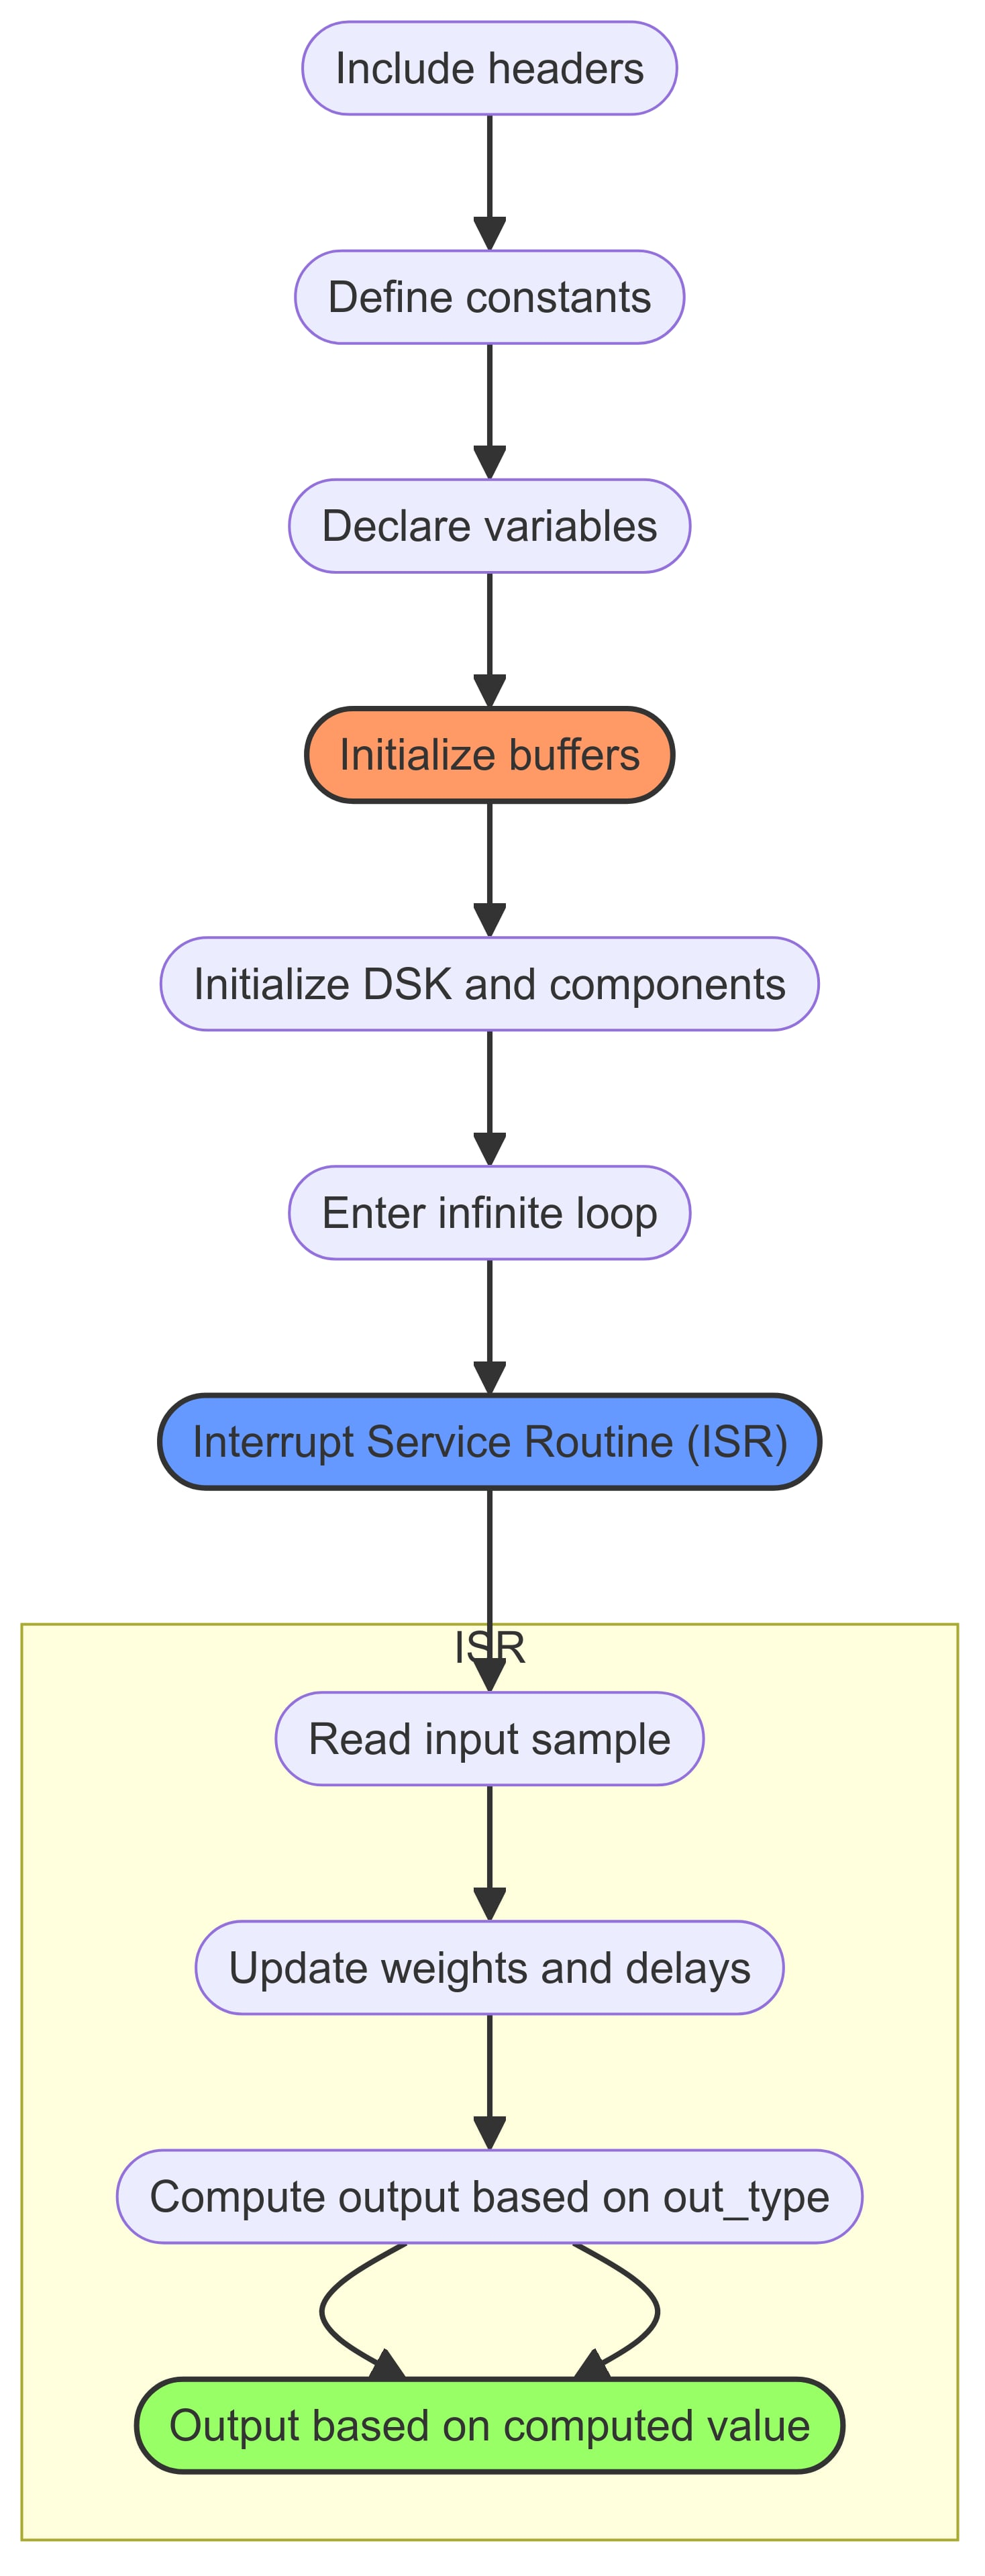 Include headers
Define constants
Declare variables
Initialize buffers
Initialize DSK and components
Enter infinite loop
Interrupt Service Routine (ISR)
ISR
Read input sample
Update weights and delays
Compute output based on out_type
Output based on computed value